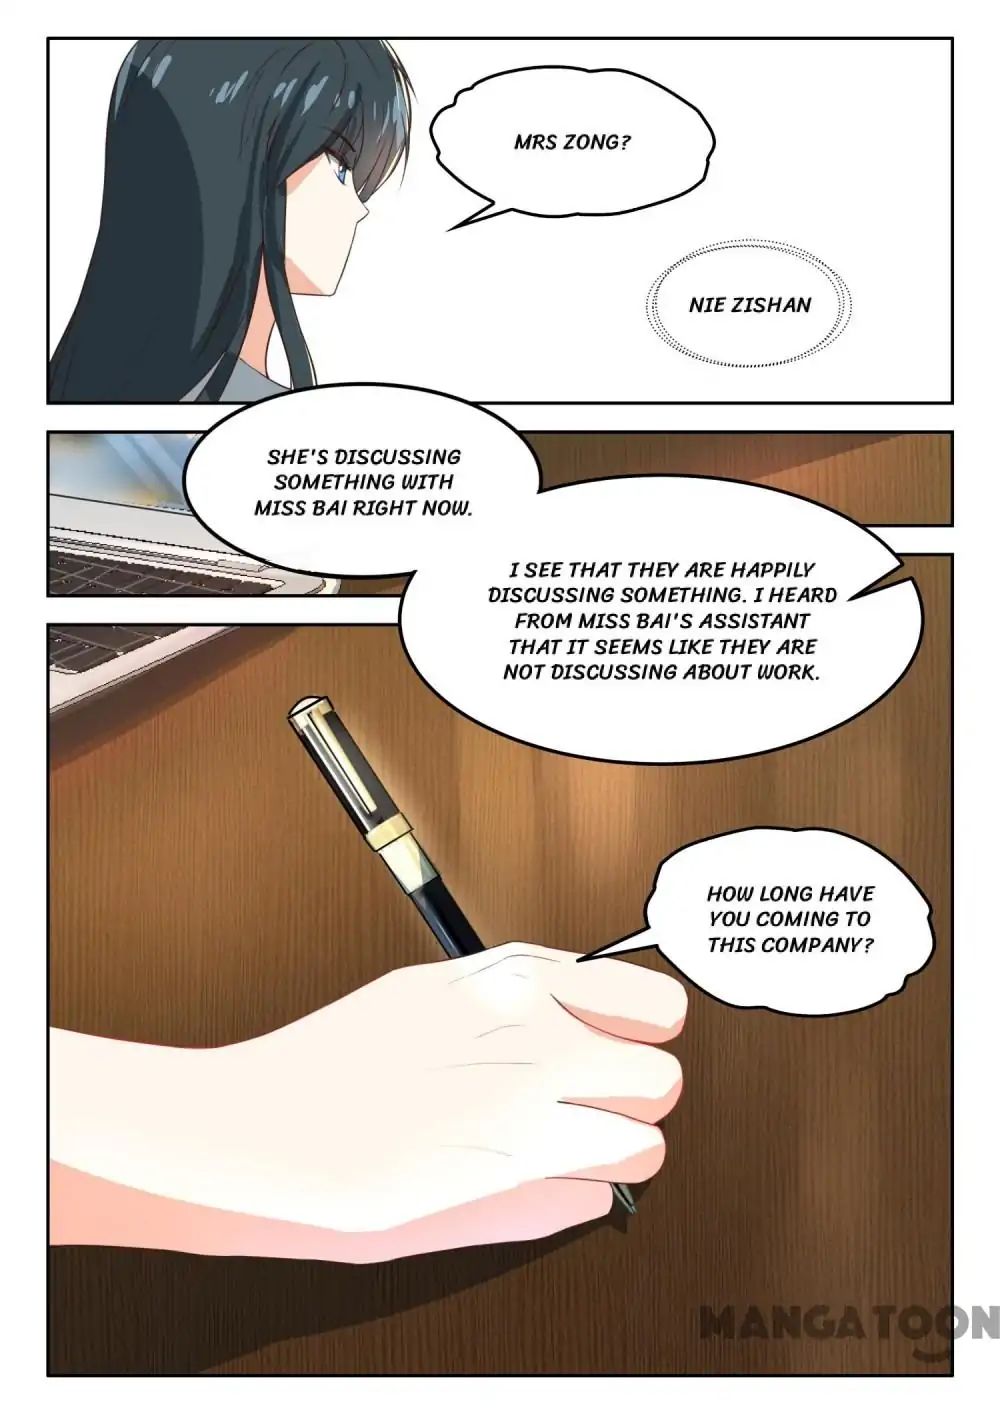 MRS ZONG?
NIE ZISHAN
SHE'S DISCUSSING
SOMETHING WITH
MISS BAI RIGHT NOW.
I SEE THAT THEY ARE HAPPILY
DISCUSSING SOMETHING. I HEARD
FROM MISS BAI'S ASSISTANT
THAT IT SEEMS LIKE THEY ARE
NOT DISCUSSING ABOUT WORK.
HOW LONG HAVE
YOU COMING TO
THIS COMPANY?
MANGATOON